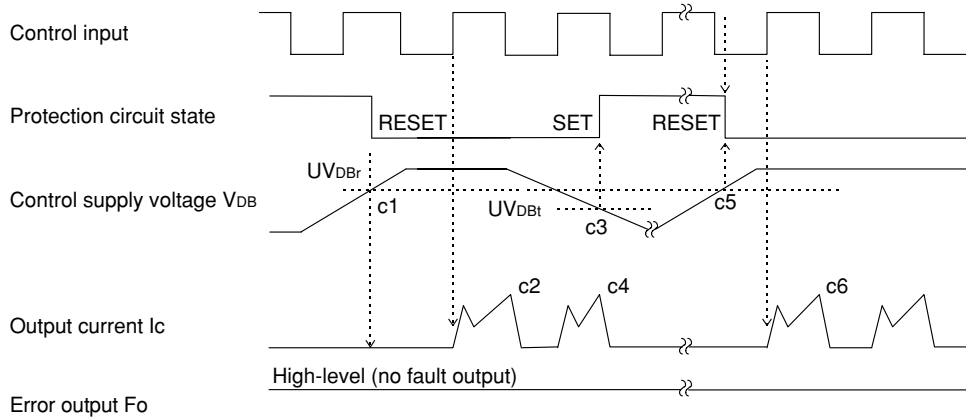 Control input
Protection circuit state
RESET
SET
RESET
UVDBr
Control supply voltage VDB
c1
UVDBt
c3
c5
c2
c4
c6
Output current Ic
High-level (no fault output)
Error output Fo